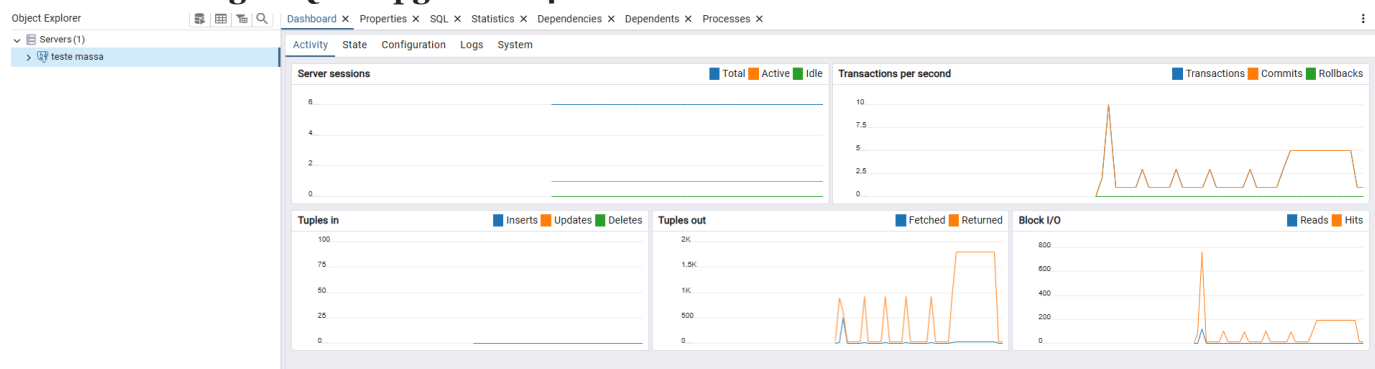 Object Explorer
Dashboard Properties SQL Statistics Dependencies Dependents Processes
Servers (1)
teste massa
Activity State Configuration Logs System
Server sessions
Total Active Idle
6
4
2
0
Transactions per second
Transactions Commits Rollbacks
10
7.5
5
2.5
0
Tuples in
Inserts Updates Deletes
100
75
50
25
0
Tuples out
Fetched Returned
2K
1.5K
1K
500
0
Block I/O
Reads Hits
800
600
400
200
0